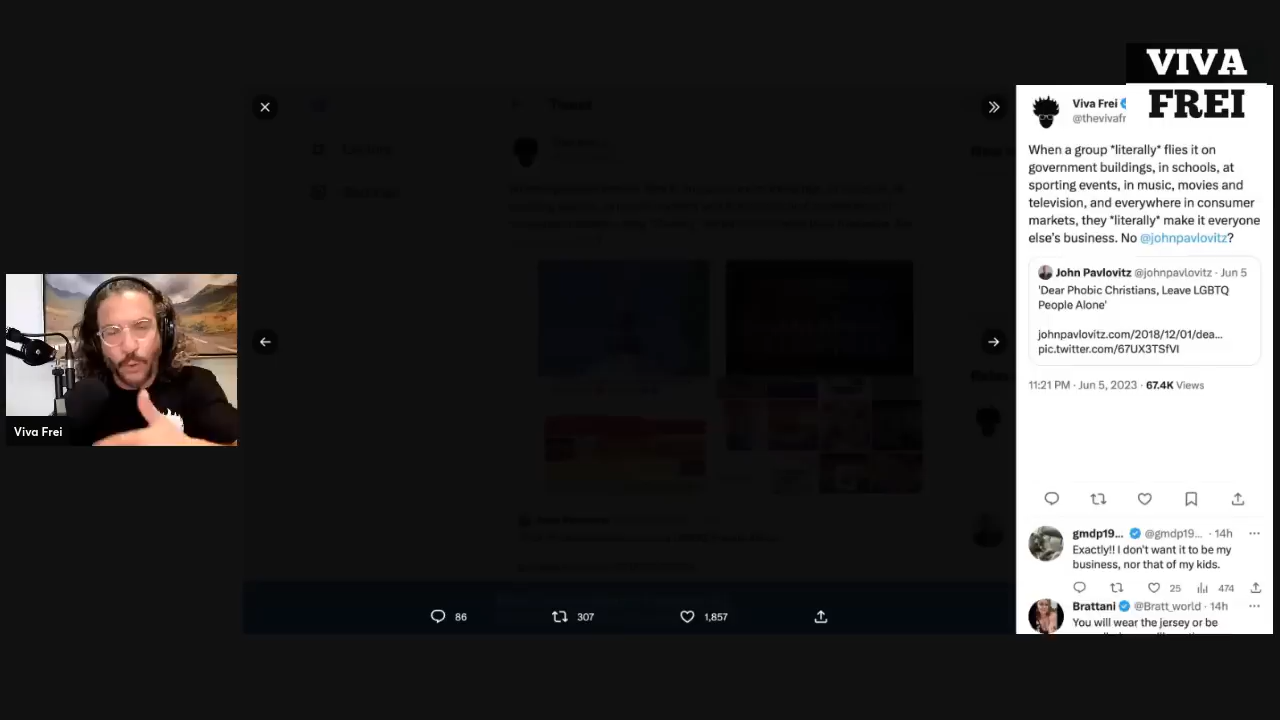 VIVA
FREI
Viva Frei
@thevivafr
When a group *literally* flies it on
government buildings, in schools, at
sporting events, in music, movies and
television, and everywhere in consumer
markets, they *literally* make it everyone
else's business. No @johnpavlovitz?
John Pavlovitz @johnpavlovitz · Jun 5
'Dear Phobic Christians, Leave LGBTQ
People Alone'
johnpavlovitz.com/2018/12/01/dea...
pic.twitter.com/67UX3TSfVI
11:21 PM · Jun 5, 2023 · 67.4K Views
gmdp19... @gmdp19... · 14h
Exactly!! I don't want it to be my
business, nor that of my kids.
25 474
Brattani @Bratt_world · 14h
You will wear the jersey or be
Viva Frei
86 307 1,857